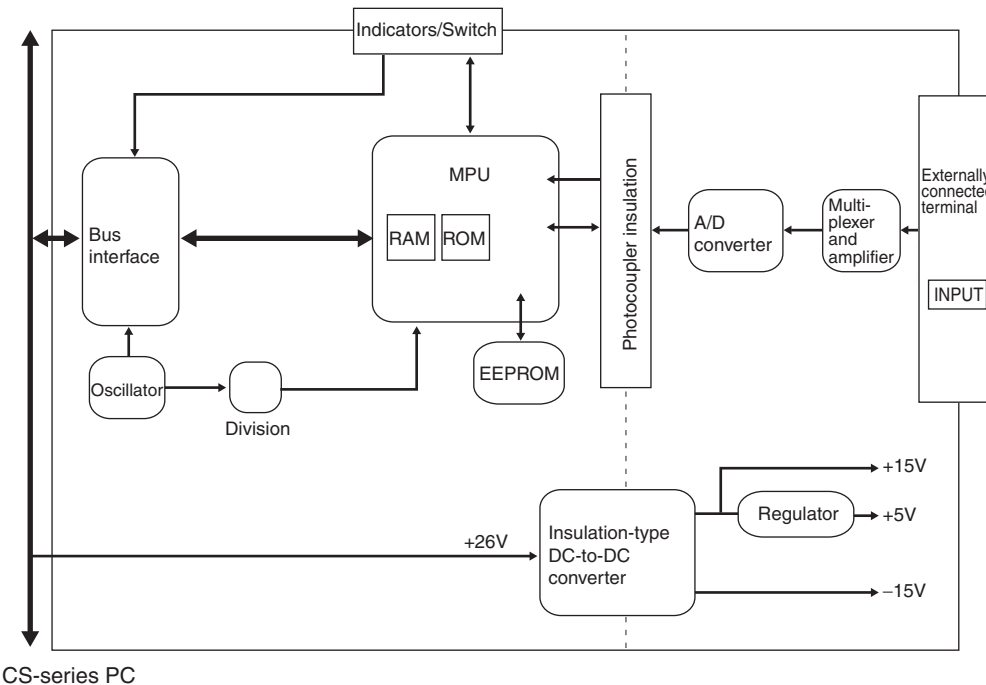 Indicators/Switch
MPU
RAM
ROM
Bus
interface
Photocoupler insulation
A/D
converter
Multi-
plexer
and
amplifier
Externally
connected
terminal
INPUT
Oscillator
Division
EEPROM
+26V
Insulation-type
DC-to-DC
converter
+15V
Regulator
+5V
−15V
CS-series PC